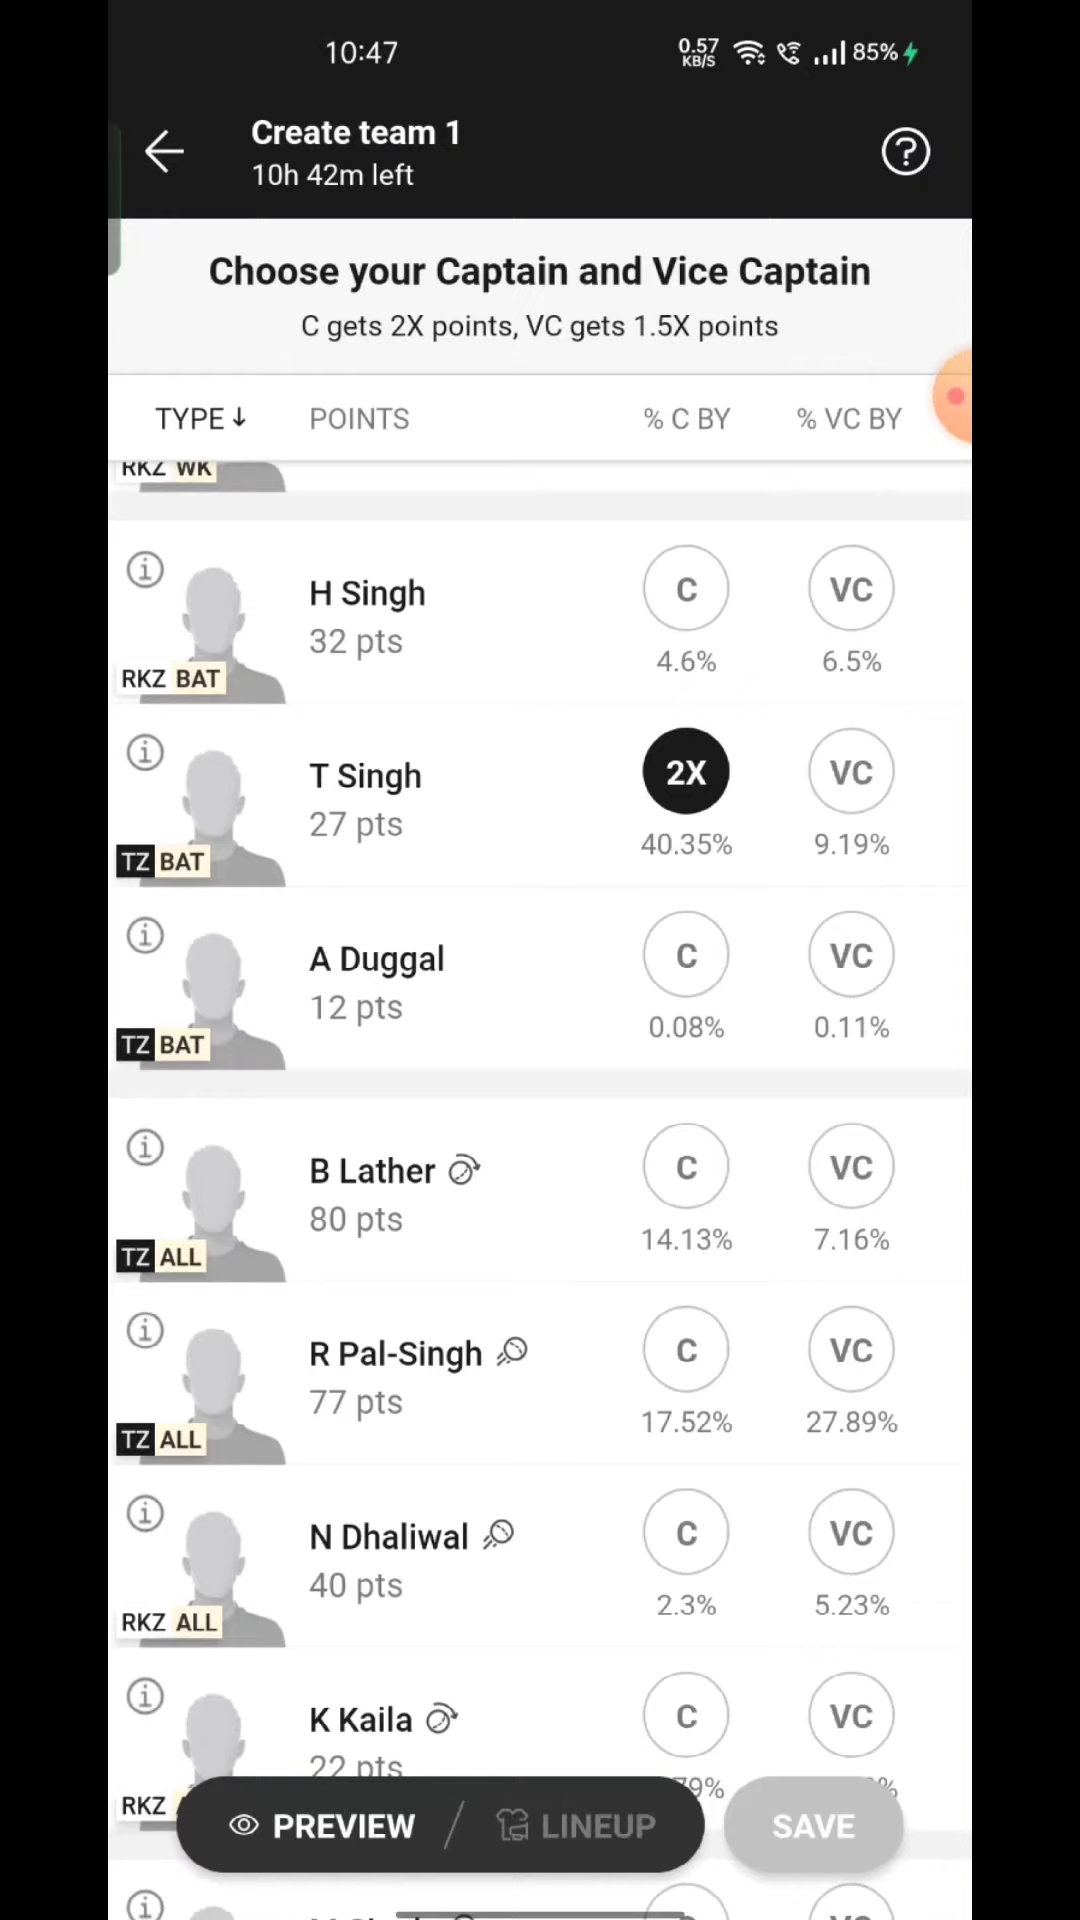 10:47
0.57
KB/S
85%
Create team 1
10h 42m left
Choose your Captain and Vice Captain
C gets 2X points, VC gets 1.5X points
TYPE↓ POINTS % C BY % VC BY
RKZ WK
H Singh
32 pts
RKZ BAT
C
4.6%
VC
6.5%
T Singh
27 pts
TZ BAT
2X
40.35%
VC
9.19%
A Duggal
12 pts
TZ BAT
C
0.08%
VC
0.11%
B Lather
80 pts
TZ ALL
C
14.13%
VC
7.16%
R Pal-Singh
77 pts
TZ ALL
C
17.52%
VC
27.89%
N Dhaliwal
40 pts
RKZ ALL
C
2.3%
VC
5.23%
K Kaila
22 pts
RKZ
C
VC
PREVIEW / LINEUP
SAVE